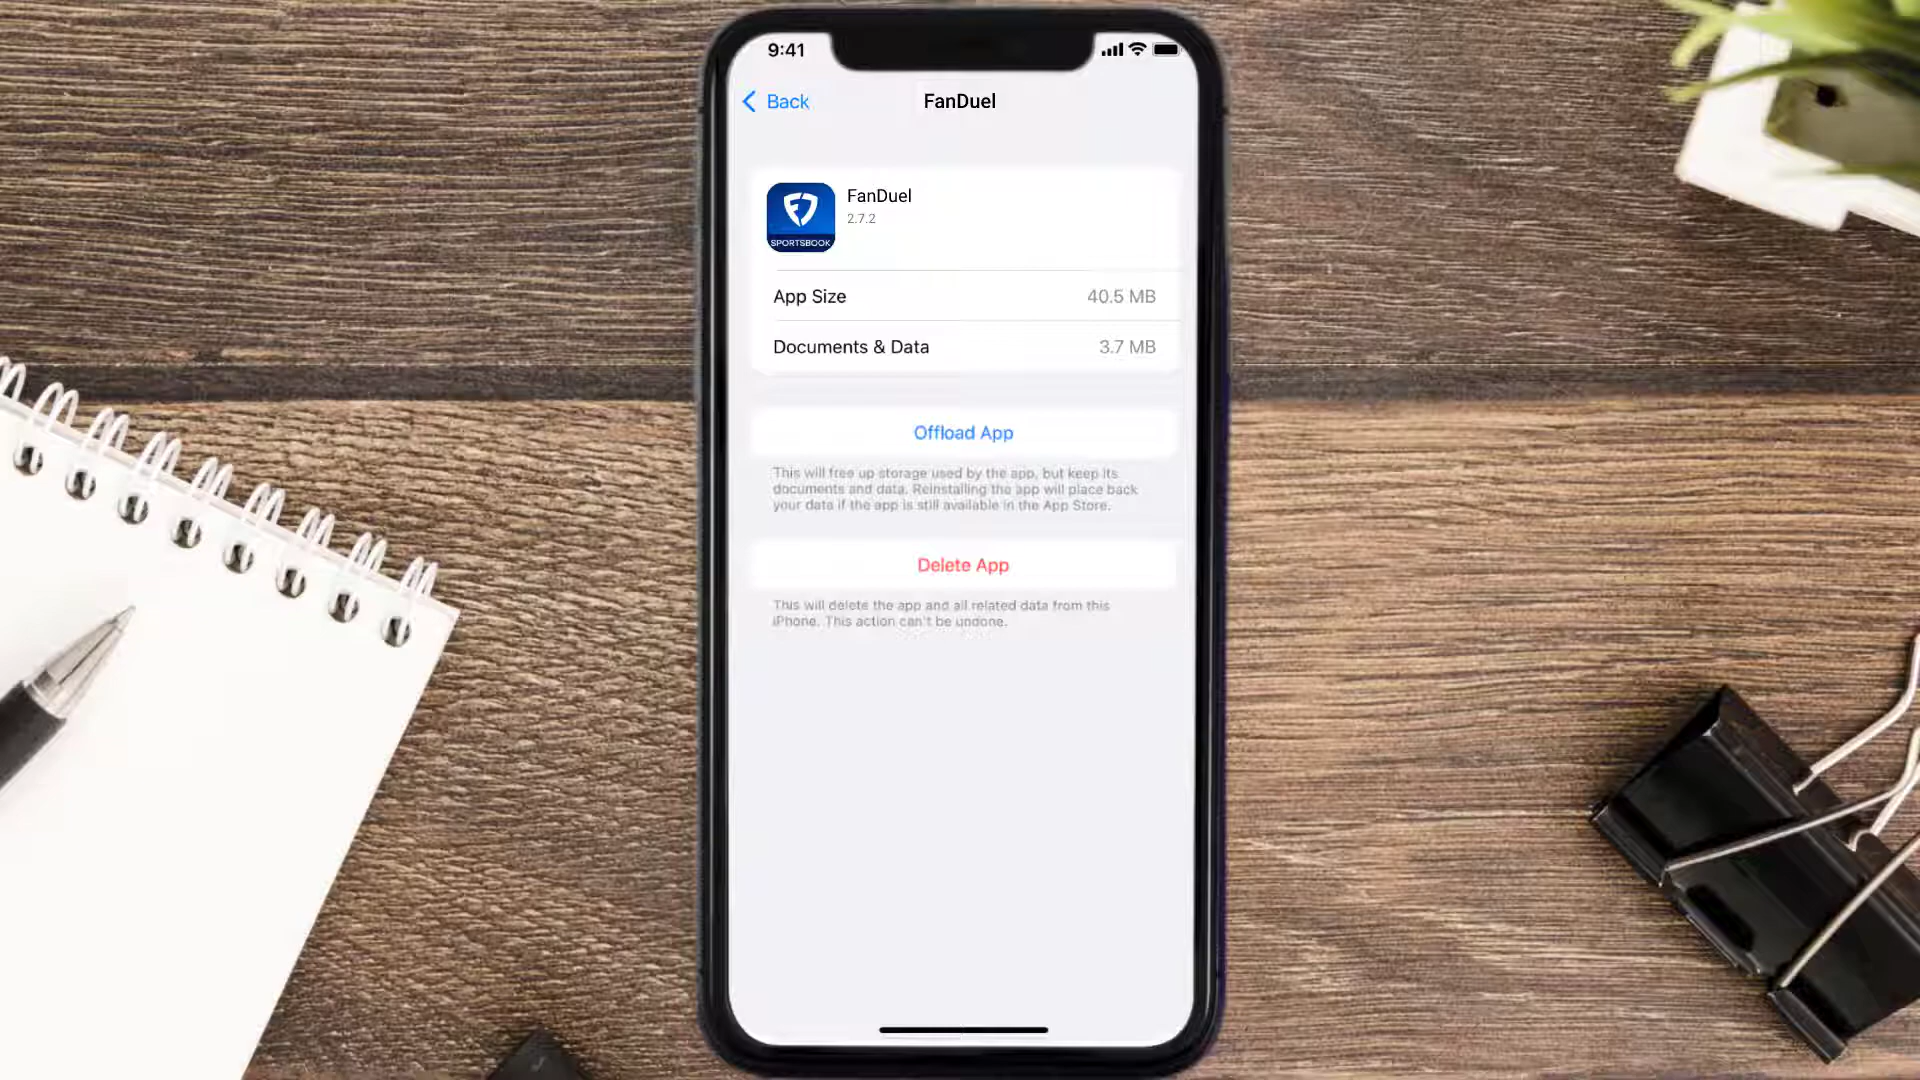 9:41
Back
FanDuel
FanDuel
2.7.2
SPORTSBOOK
App Size
40.5 MB
Documents & Data
3.7 MB
Offload App
This will free up storage used by the app, but keep its
documents and data. Reinstalling the app will place back
your data if the app is still available in the App Store.
Delete App
This will delete the app and all related data from this
iPhone. This action can't be undone.